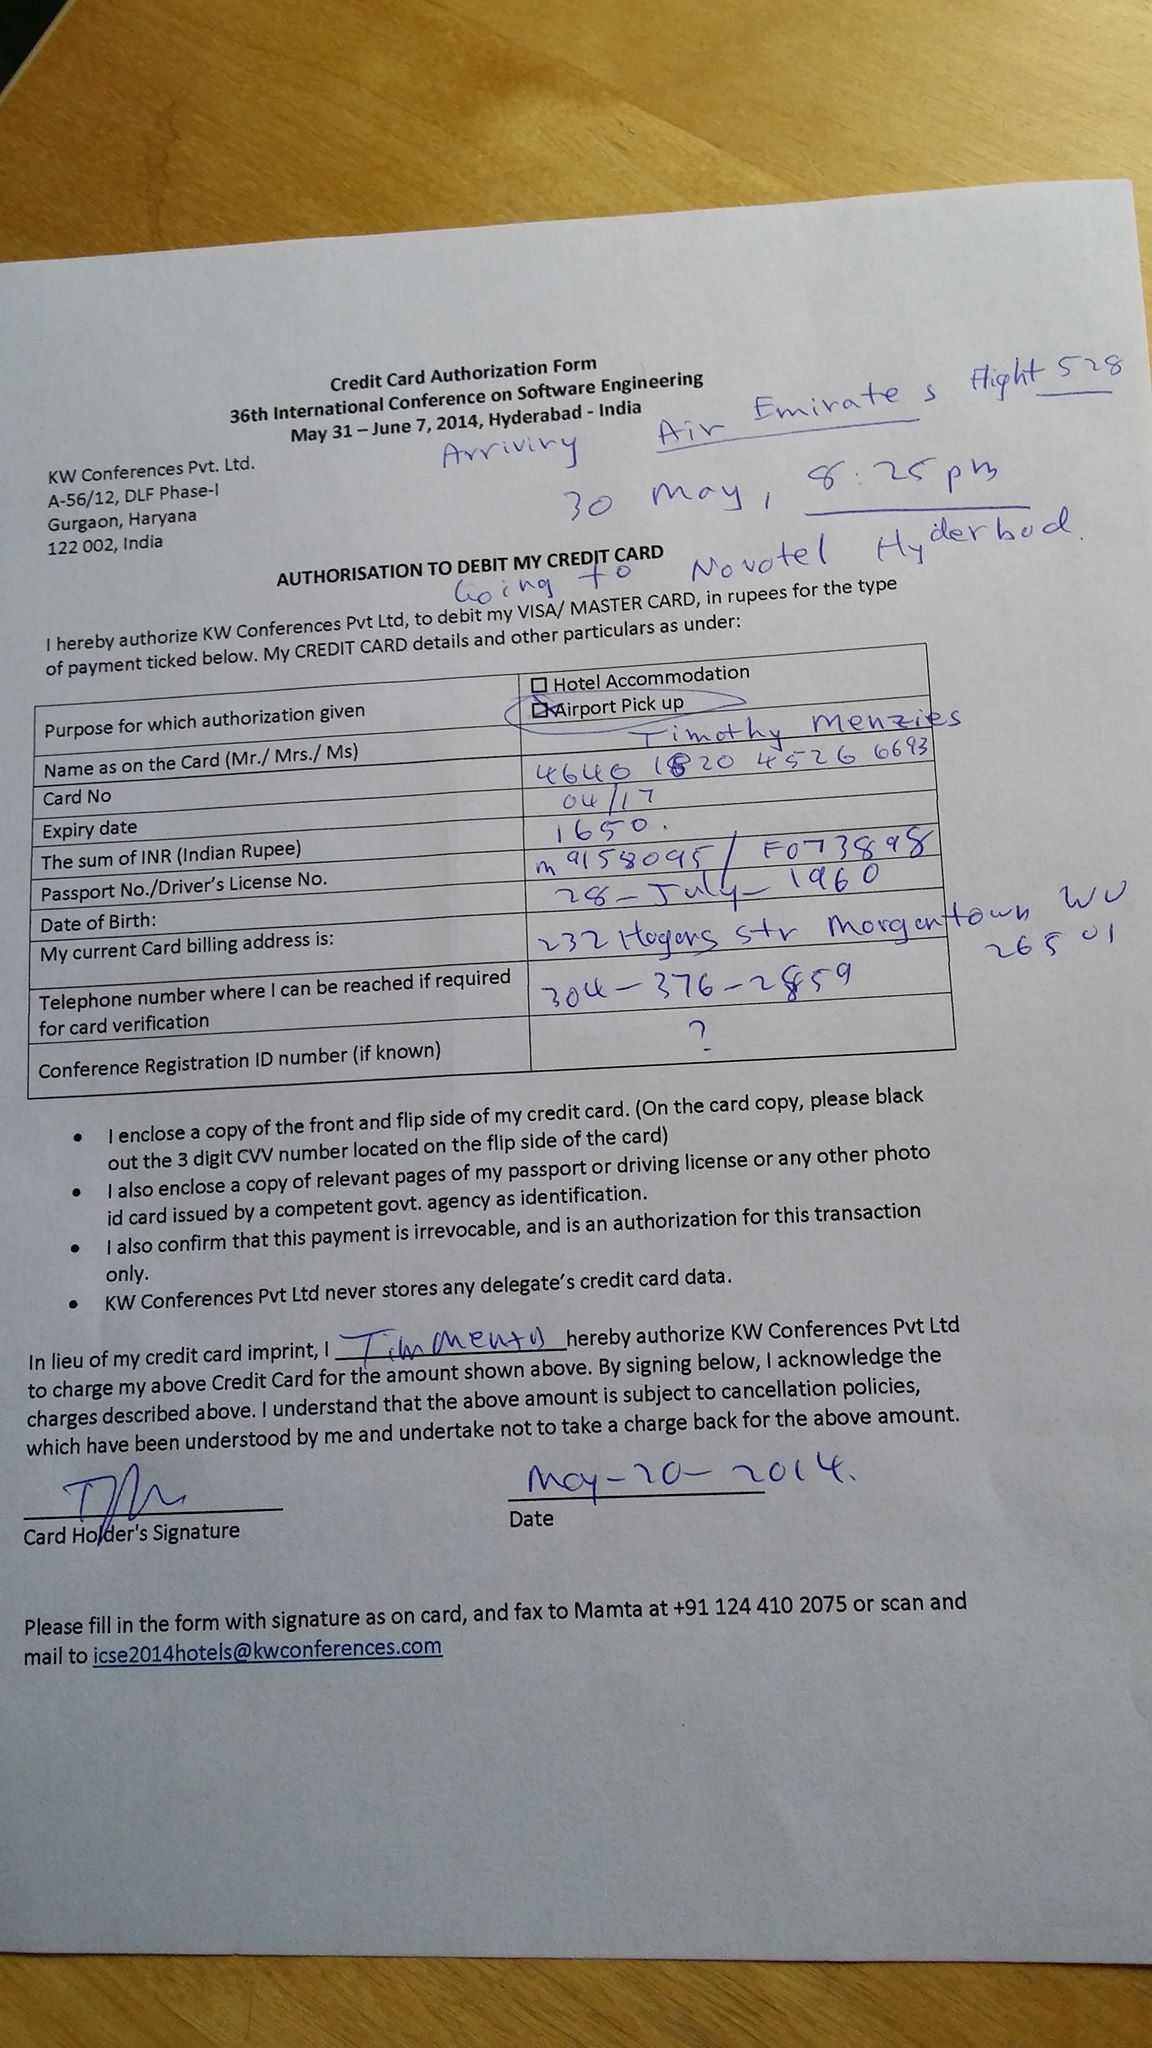 Credit Card Authorization Form
36th International Conference on Software Engineering
May 31 – June 7, 2014, Hyderabad - India
Arriviry Air Emirates flight 528
KW Conferences Pvt. Ltd.
A-56/12, DLF Phase-I
Gurgaon, Haryana
122 002, India
30 may, 8:25 pm
AUTHORISATION TO DEBIT MY CREDIT CARD
Going to Novotel Hyderbad.
I hereby authorize KW Conferences Pvt Ltd, to debit my VISA/ MASTER CARD, in rupees for the type
of payment ticked below. My CREDIT CARD details and other particulars as under:
Purpose for which authorization given
Hotel Accommodation
Airport Pick up
Name as on the Card (Mr./ Mrs./ Ms) Timothy Menzies
Card No 4640 1820 4526 6693
Expiry date 04/17
The sum of INR (Indian Rupee) 1650.
Passport No./Driver's License No. m9158095/ F073898
Date of Birth: 28-July-1960
My current Card billing address is: 232 Hagans str Morgantown WV
26501
Telephone number where I can be reached if required
for card verification 304-376-2859
Conference Registration ID number (if known) ?
• I enclose a copy of the front and flip side of my credit card. (On the card copy, please black
out the 3 digit CVV number located on the flip side of the card)
• I also enclose a copy of relevant pages of my passport or driving license or any other photo
id card issued by a competent govt. agency as identification.
• I also confirm that this payment is irrevocable, and is an authorization for this transaction
only.
• KW Conferences Pvt Ltd never stores any delegate's credit card data.
In lieu of my credit card imprint, I Tim hereby authorize KW Conferences Pvt Ltd
to charge my above Credit Card for the amount shown above. By signing below, I acknowledge the
charges described above. I understand that the above amount is subject to cancellation policies,
which have been understood by me and undertake not to take a charge back for the above amount.
May-20-2014.
Card Holder's Signature
Date
Please fill in the form with signature as on card, and fax to Mamta at +91 124 410 2075 or scan and
mail to icse2014hotels@kwconferences.com